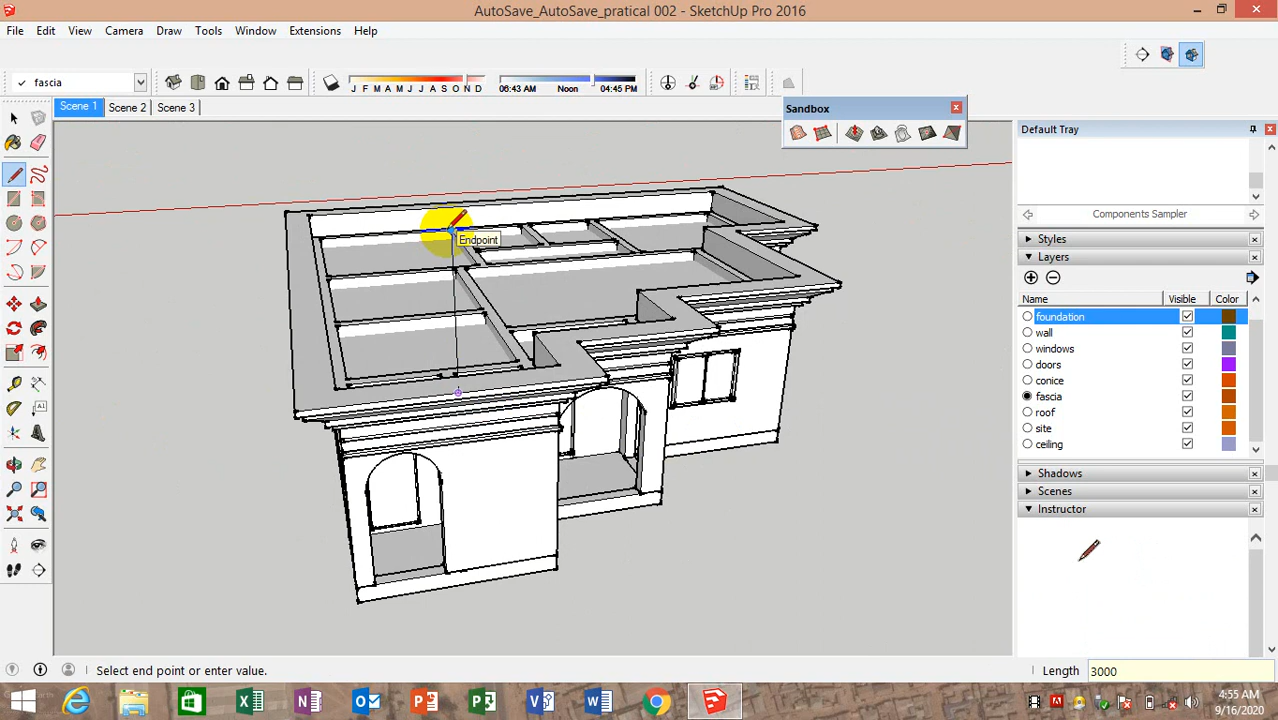 AutoSave_AutoSave_pratical 002 - SketchUp Pro 2016
File Edit View Camera Draw Tools Window Extensions Help
✓ fascia
J F M A M J J A S O N D
06:43 AM Noon 04:45 PM
Scene 1 Scene 2 Scene 3
Sandbox
Default Tray
Components Sampler
Styles
Layers
Name Visible Color
foundation
wall
windows
doors
conice
fascia
roof
site
ceiling
Shadows
Scenes
Instructor
Endpoint
Select end point or enter value.
Length 3000
4:55 AM
9/16/2020